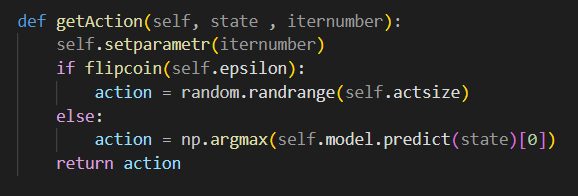 def getAction(self, state , iternumber):
    self.setparametr(iternumber)
    if flipcoin(self.epsilon):
        action = random.randrange(self.actsize)
    else:
        action = np.argmax(self.model.predict(state)[0])
    return action